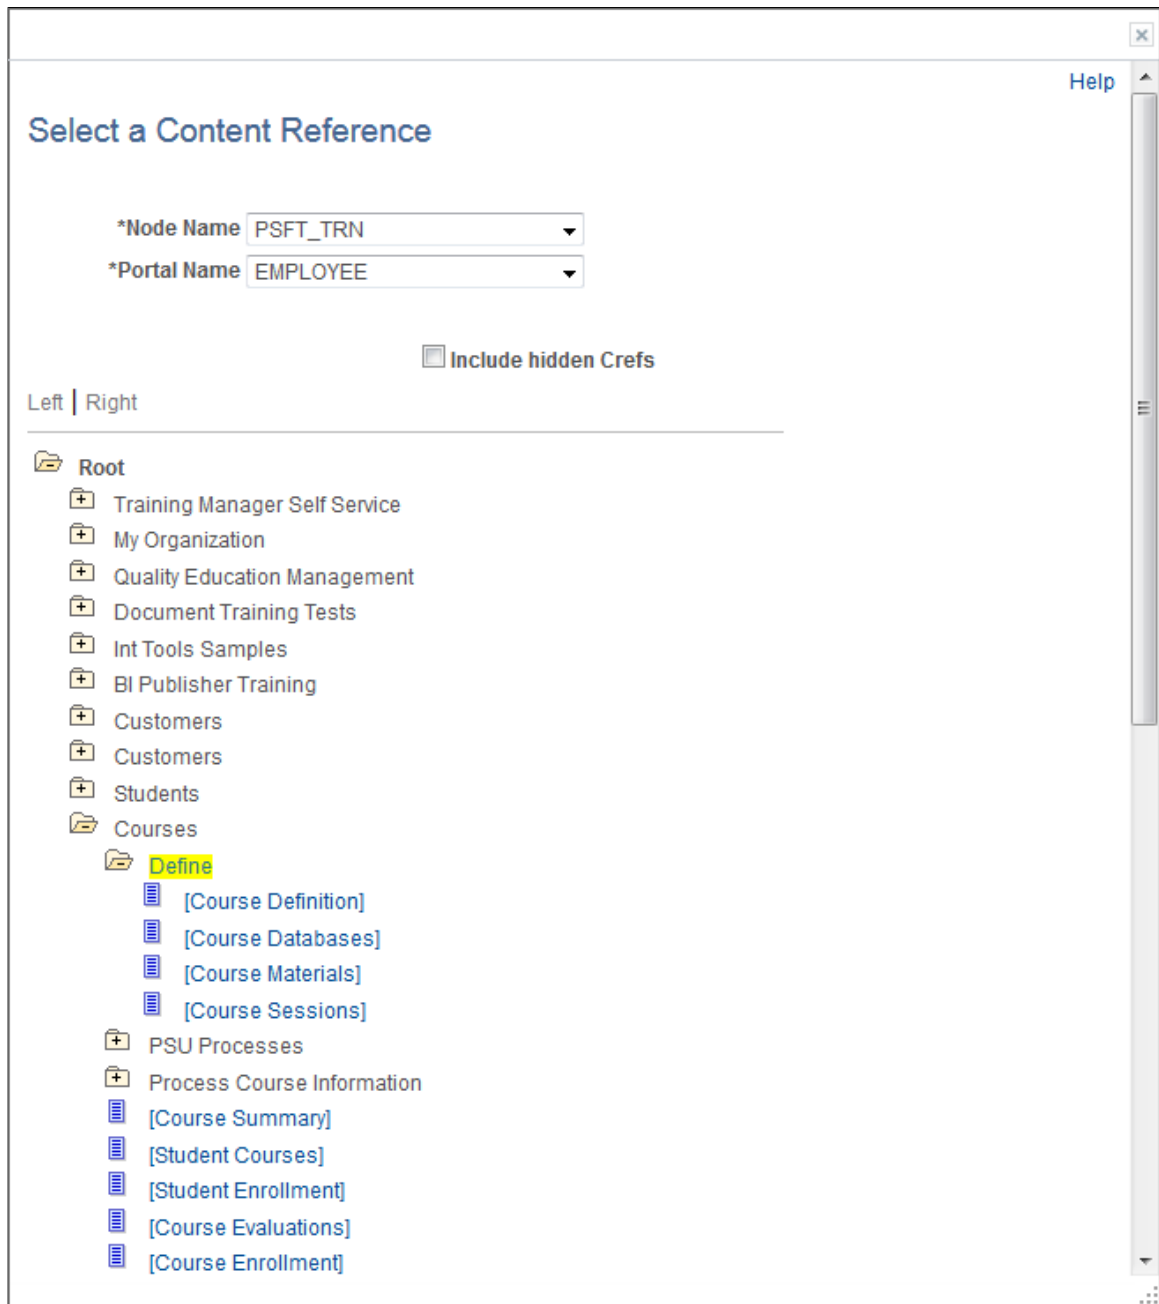 Help
Select a Content Reference
*Node Name PSFT_TRN
*Portal Name EMPLOYEE
Include hidden Crefs
Left | Right
Root
Training Manager Self Service
My Organization
Quality Education Management
Document Training Tests
Int Tools Samples
BI Publisher Training
Customers
Customers
Students
Courses
Define
[Course Definition]
[Course Databases]
[Course Materials]
[Course Sessions]
PSU Processes
Process Course Information
[Course Summary]
[Student Courses]
[Student Enrollment]
[Course Evaluations]
[Course Enrollment]